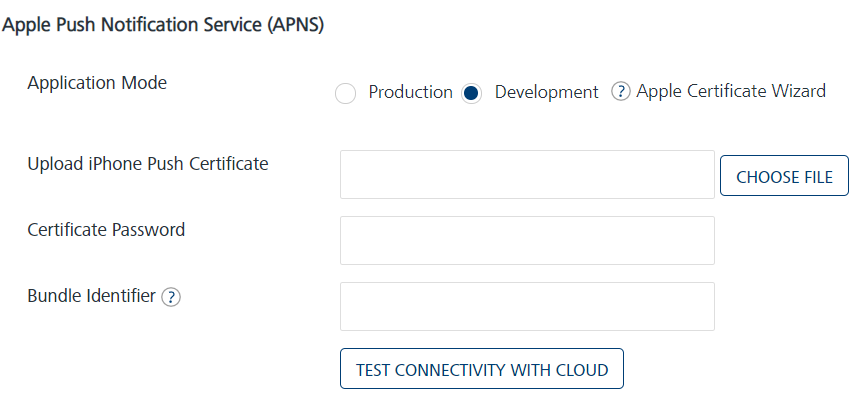 Apple Push Notification Service (APNS)
Application Mode
Production Development ? Apple Certificate Wizard
Upload iPhone Push Certificate
CHOOSE FILE
Certificate Password
Bundle Identifier ?
TEST CONNECTIVITY WITH CLOUD